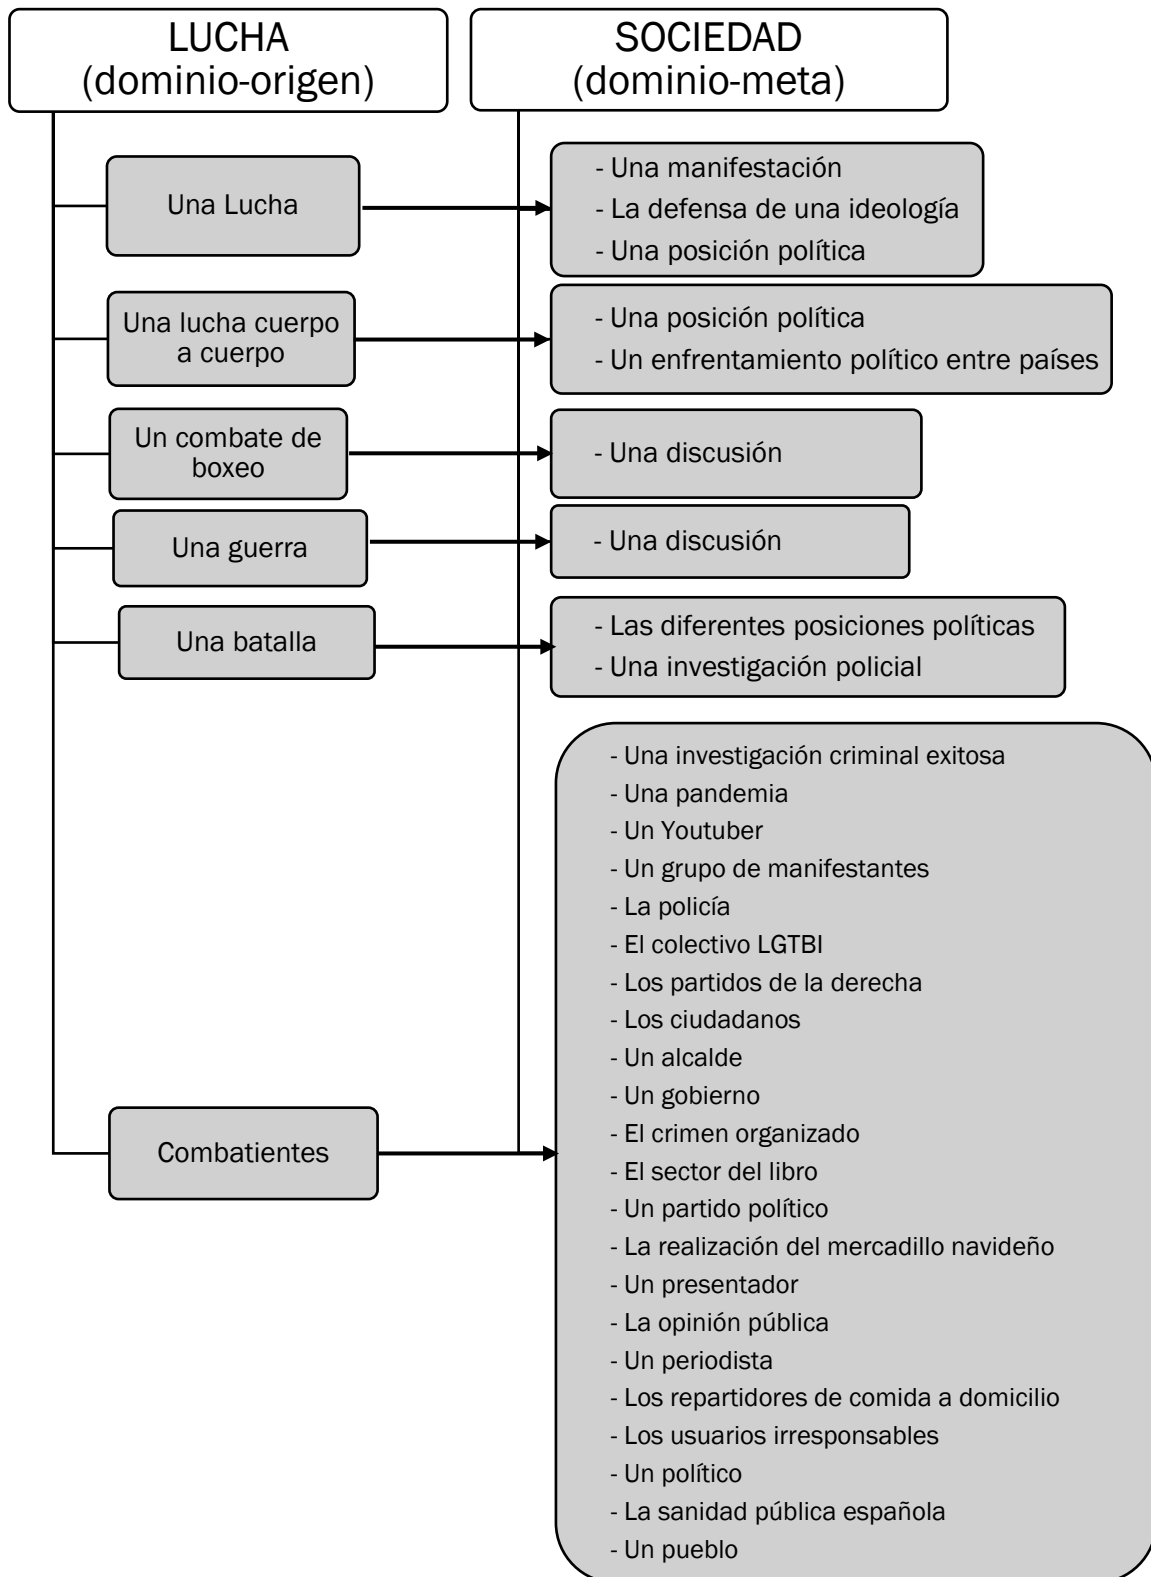 LUCHA
(dominio-origen)
SOCIEDAD
(dominio-meta)
Una Lucha
- Una manifestación
- La defensa de una ideología
- Una posición política
Una lucha cuerpo
a cuerpo
- Una posición política
- Un enfrentamiento político entre países
Un combate de
boxeo
- Una discusión
Una guerra
- Una discusión
Una batalla
- Las diferentes posiciones políticas
- Una investigación policial
Combatientes
- Una investigación criminal exitosa
- Una pandemia
- Un Youtuber
- Un grupo de manifestantes
- La policía
- El colectivo LGTBI
- Los partidos de la derecha
- Los ciudadanos
- Un alcalde
- Un gobierno
- El crimen organizado
- El sector del libro
- Un partido político
- La realización del mercadillo navideño
- Un presentador
- La opinión pública
- Un periodista
- Los repartidores de comida a domicilio
- Los usuarios irresponsables
- Un político
- La sanidad pública española
- Un pueblo